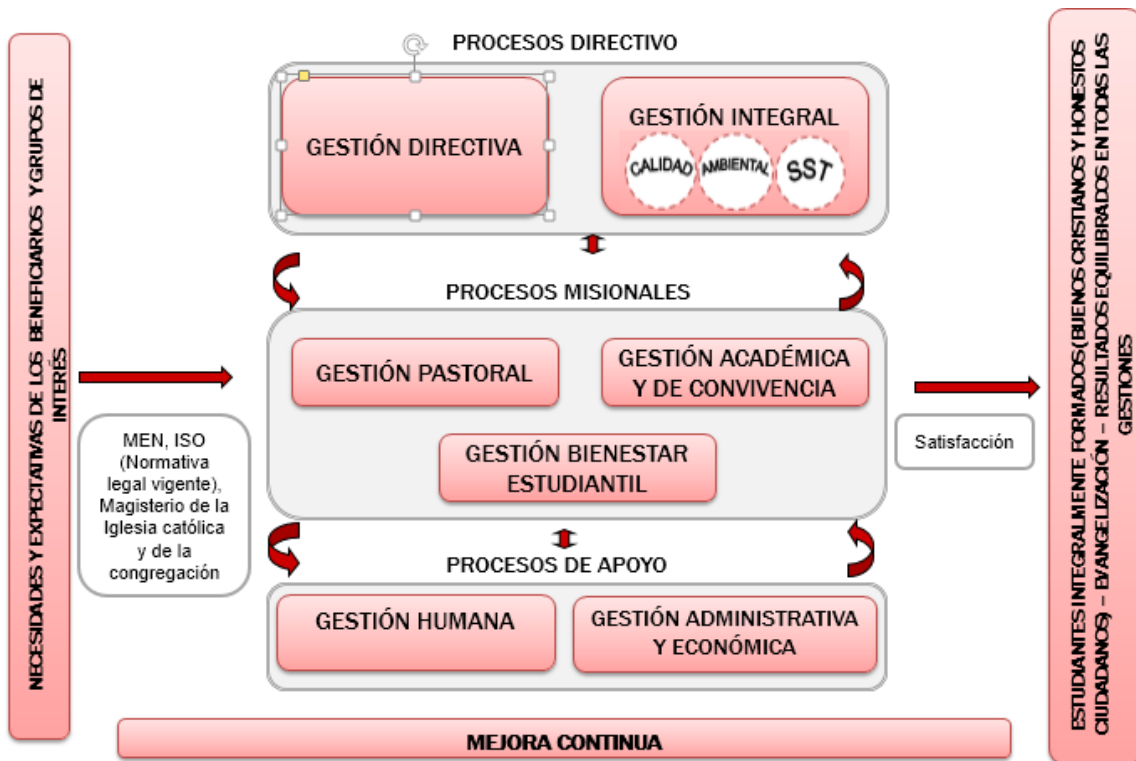 NECESIDADES Y EXPECTATIVAS DE LOS BENEFICIARIOS Y GRUPOS DE
INTERÉS
PROCESOS DIRECTIVO
GESTIÓN DIRECTIVA
GESTIÓN INTEGRAL
CALIDAD
AMBIENTAL
SST
PROCESOS MISIONALES
GESTIÓN PASTORAL
GESTIÓN ACADÉMICA
Y DE CONVIVENCIA
GESTIÓN BIENESTAR
ESTUDIANTIL
MEN, ISO
(Normativa
legal vigente),
Magisterio de la
Iglesia católica
y de la
congregación
Satisfacción
PROCESOS DE APOYO
GESTIÓN HUMANA
GESTIÓN ADMINISTRATIVA
Y ECONÓMICA
MEJORA CONTINUA
ESTUDIANTES INTEGRALMENTE FORMADOS (BUENOS CRISTIANOS Y HONESTOS
CIUDADANOS) – EVANGELIZACIÓN – RESULTADOS EQUILIBRADOS EN TODAS LAS
GESTIONES